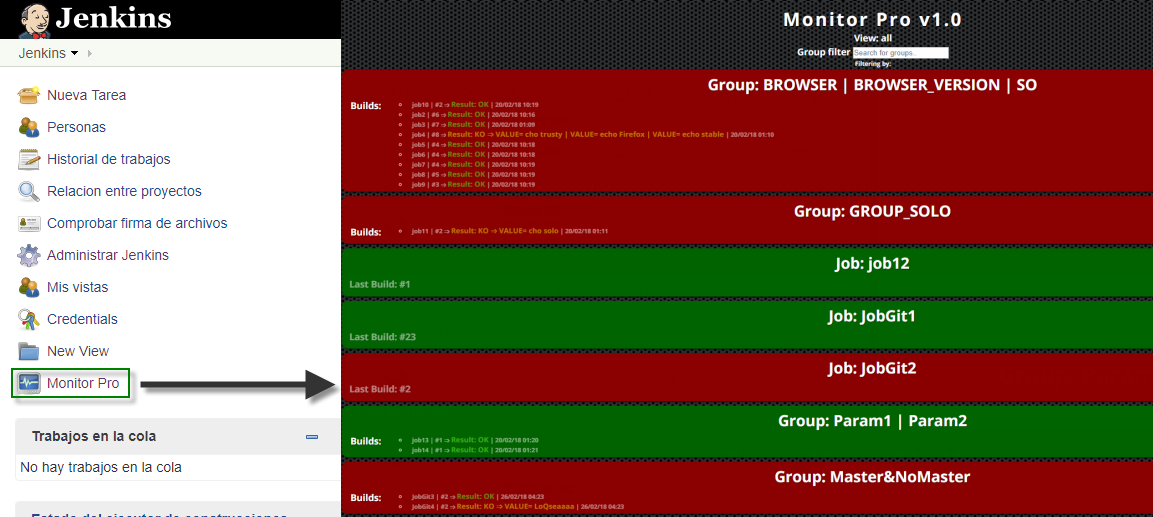 Jenkins
Jenkins
Nueva Tarea
Personas
Historial de trabajos
Relacion entre proyectos
Comprobar firma de archivos
Administrar Jenkins
Mis vistas
Credentials
New View
Monitor Pro
Trabajos en la cola
No hay trabajos en la cola
Estado del ejecutor de construcciones
Monitor Pro v1.0
View: all
Group filter Search for groups..
Filtering by:
Group: BROWSER | BROWSER_VERSION | SO
Builds:
job10 | #2 => Result: OK | 20/02/18 10:19
job2 | #6 => Result: OK | 20/02/18 10:16
job3 | #7 => Result: OK | 20/02/18 01:09
job4 | #8 => Result: KO => VALUE= cho trusty | VALUE= echo Firefox | VALUE= echo stable | 20/02/18 01:10
job5 | #4 => Result: OK | 20/02/18 10:18
job6 | #4 => Result: OK | 20/02/18 10:18
job7 | #4 => Result: OK | 20/02/18 10:19
job8 | #5 => Result: OK | 20/02/18 10:19
job9 | #3 => Result: OK | 20/02/18 10:19
Group: GROUP_SOLO
Builds:
job11 | #2 => Result: KO => VALUE= cho solo | 20/02/18 01:11
Job: job12
Last Build: #1
Job: JobGit1
Last Build: #23
Job: JobGit2
Last Build: #2
Group: Param1 | Param2
Builds:
job13 | #1 => Result: OK | 20/02/18 01:20
job14 | #1 => Result: OK | 20/02/18 01:21
Group: Master&NoMaster
Builds:
JobGit3 | #2 => Result: OK | 26/02/18 04:23
JobGit4 | #2 => Result: KO => VALUE= LoQseaaaa | 26/02/18 04:23